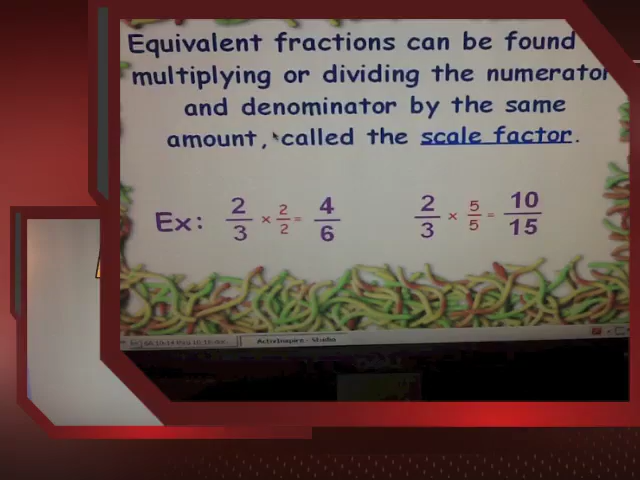 Equivalent fractions can be found
multiplying or dividing the numerator
and denominator by the same
amount, called the scale factor.
Ex: 2/3 × 2/2 = 4/6 2/3 × 5/5 = 10/15
ActivInspire - Studio